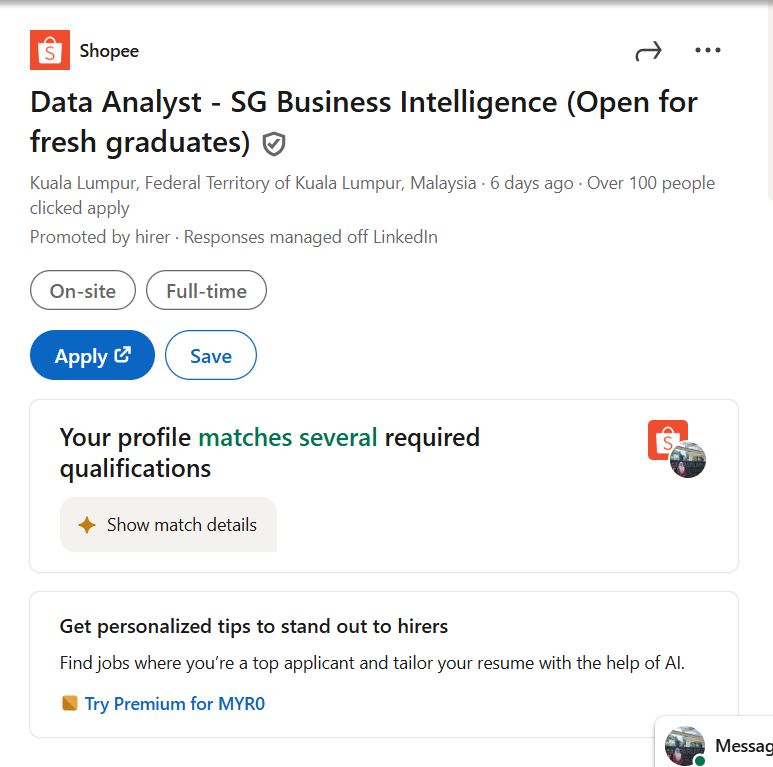 Shopee
Data Analyst - SG Business Intelligence (Open for
fresh graduates)
Kuala Lumpur, Federal Territory of Kuala Lumpur, Malaysia · 6 days ago · Over 100 people
clicked apply
Promoted by hirer · Responses managed off LinkedIn
On-site
Full-time
Apply
Save
Your profile matches several required
qualifications
Show match details
Get personalized tips to stand out to hirers
Find jobs where you’re a top applicant and tailor your resume with the help of AI.
Try Premium for MYR0
Messag